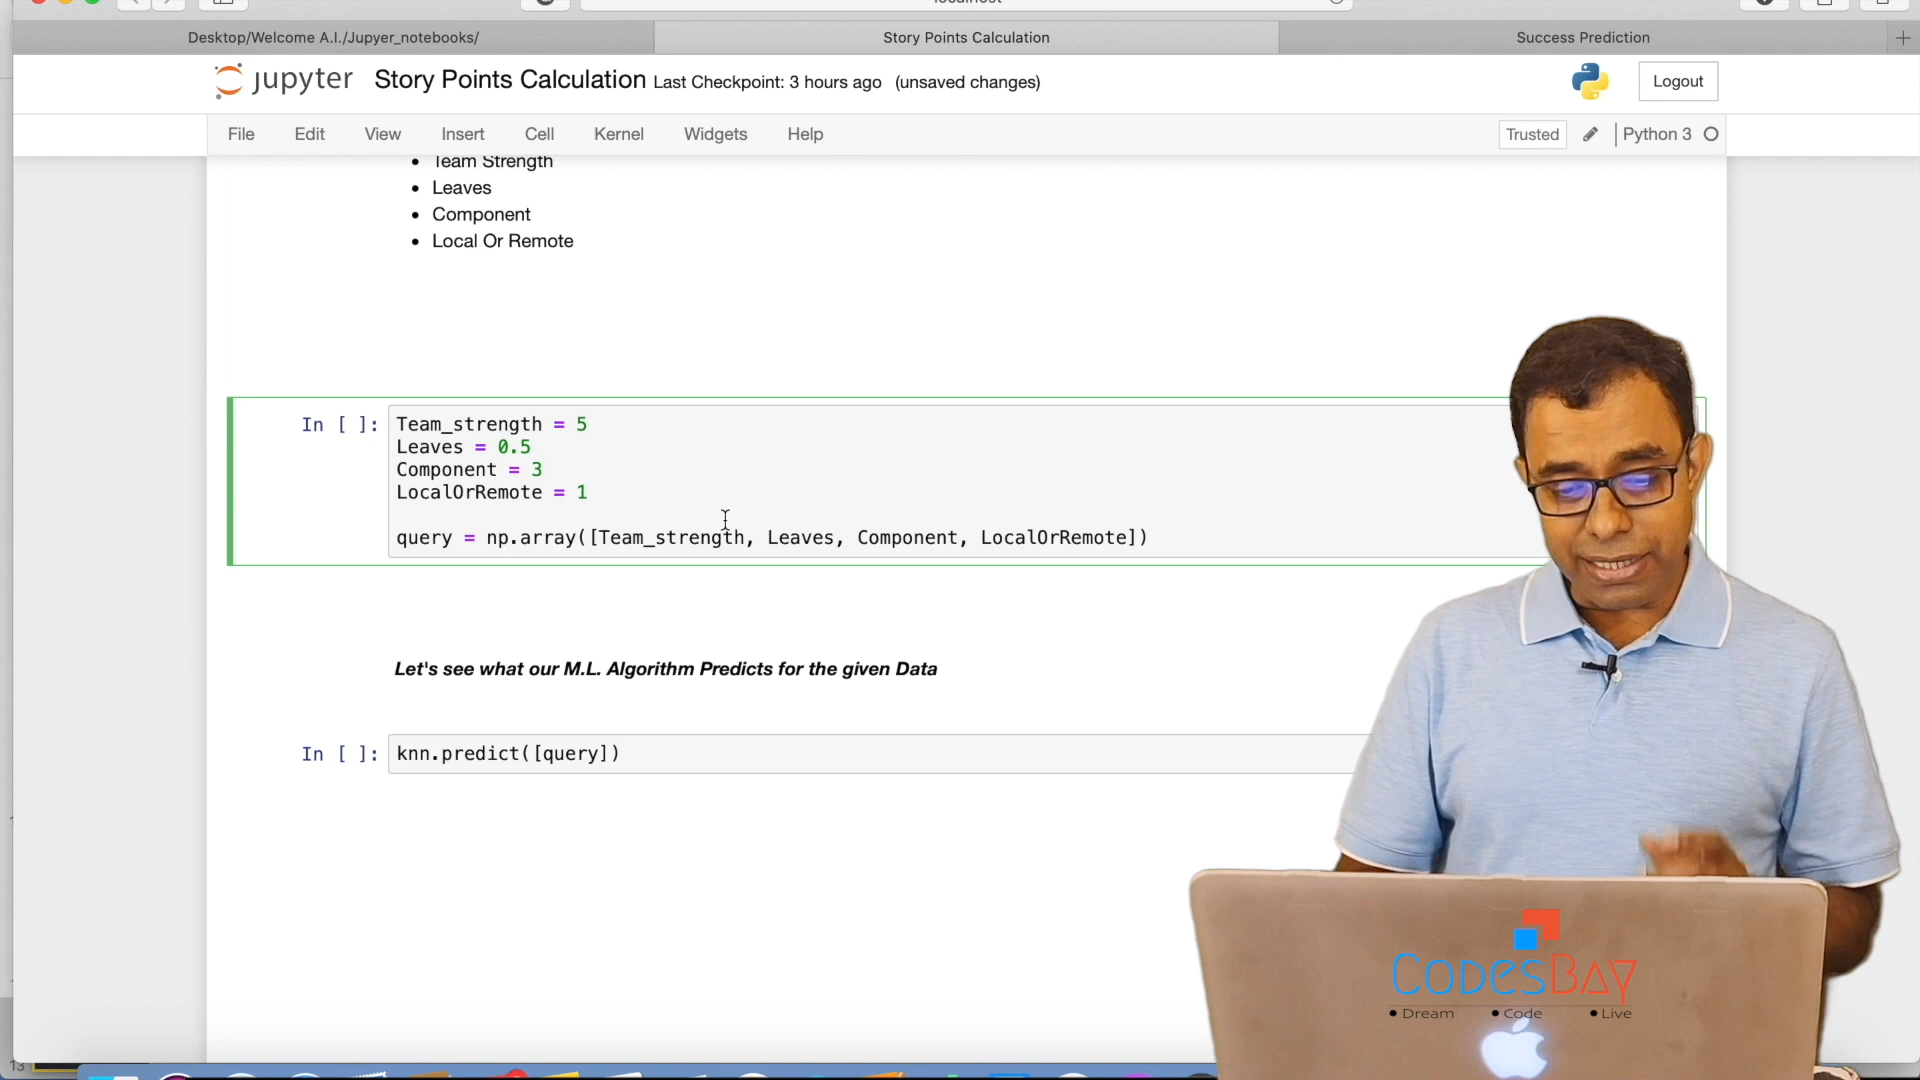 localhost
Desktop/Welcome A.I./Jupyer_notebooks/
Story Points Calculation
Success Prediction
jupyter
Story Points Calculation Last Checkpoint: 3 hours ago (unsaved changes)
Logout
File Edit View Insert Cell Kernel Widgets Help
Trusted
Python 3
• Team Strength
• Leaves
• Component
• Local Or Remote
In [ ]:
Team_strength = 5
Leaves = 0.5
Component = 3
LocalOrRemote = 1
query = np.array([Team_strength, Leaves, Component, LocalOrRemote])
Let's see what our M.L. Algorithm Predicts for the given Data
In [ ]: knn.predict([query])
CodesBay
• Dream • Code • Live
13